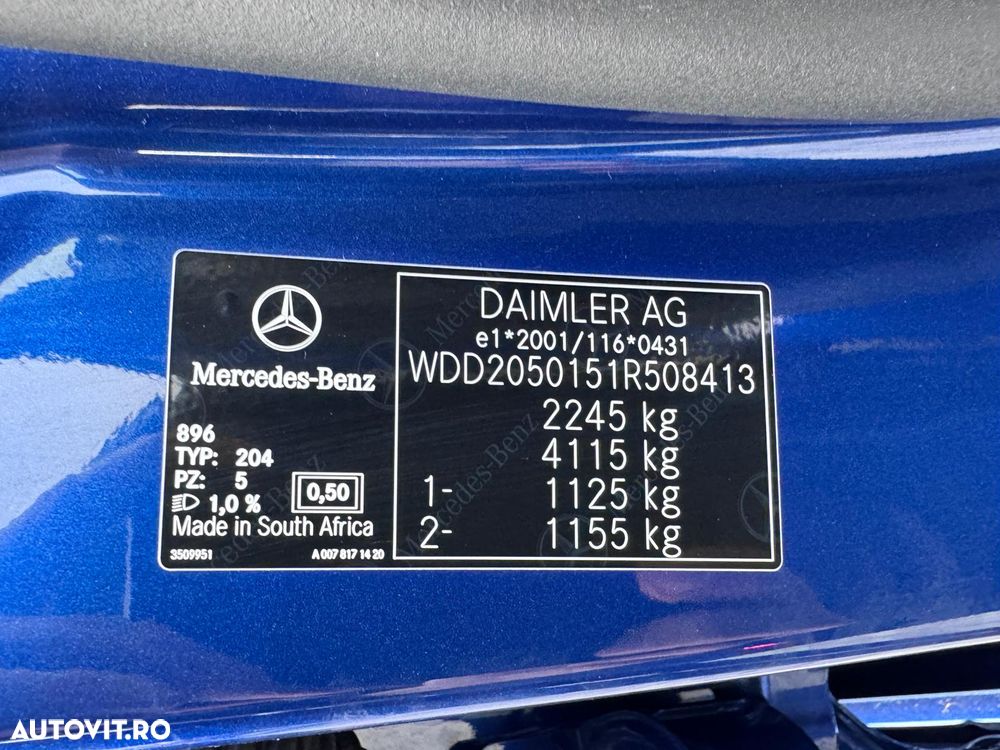 Mercedes-Benz
896
TYP: 204
PZ: 5
1,0 %
0,50
Made in South Africa
3509951
A 007 817 14 20
DAIMLER AG
e1*2001/116*0431
WDD2050151R508413
2245 kg
4115 kg
1- 1125 kg
2- 1155 kg
AUTOVIT.RO